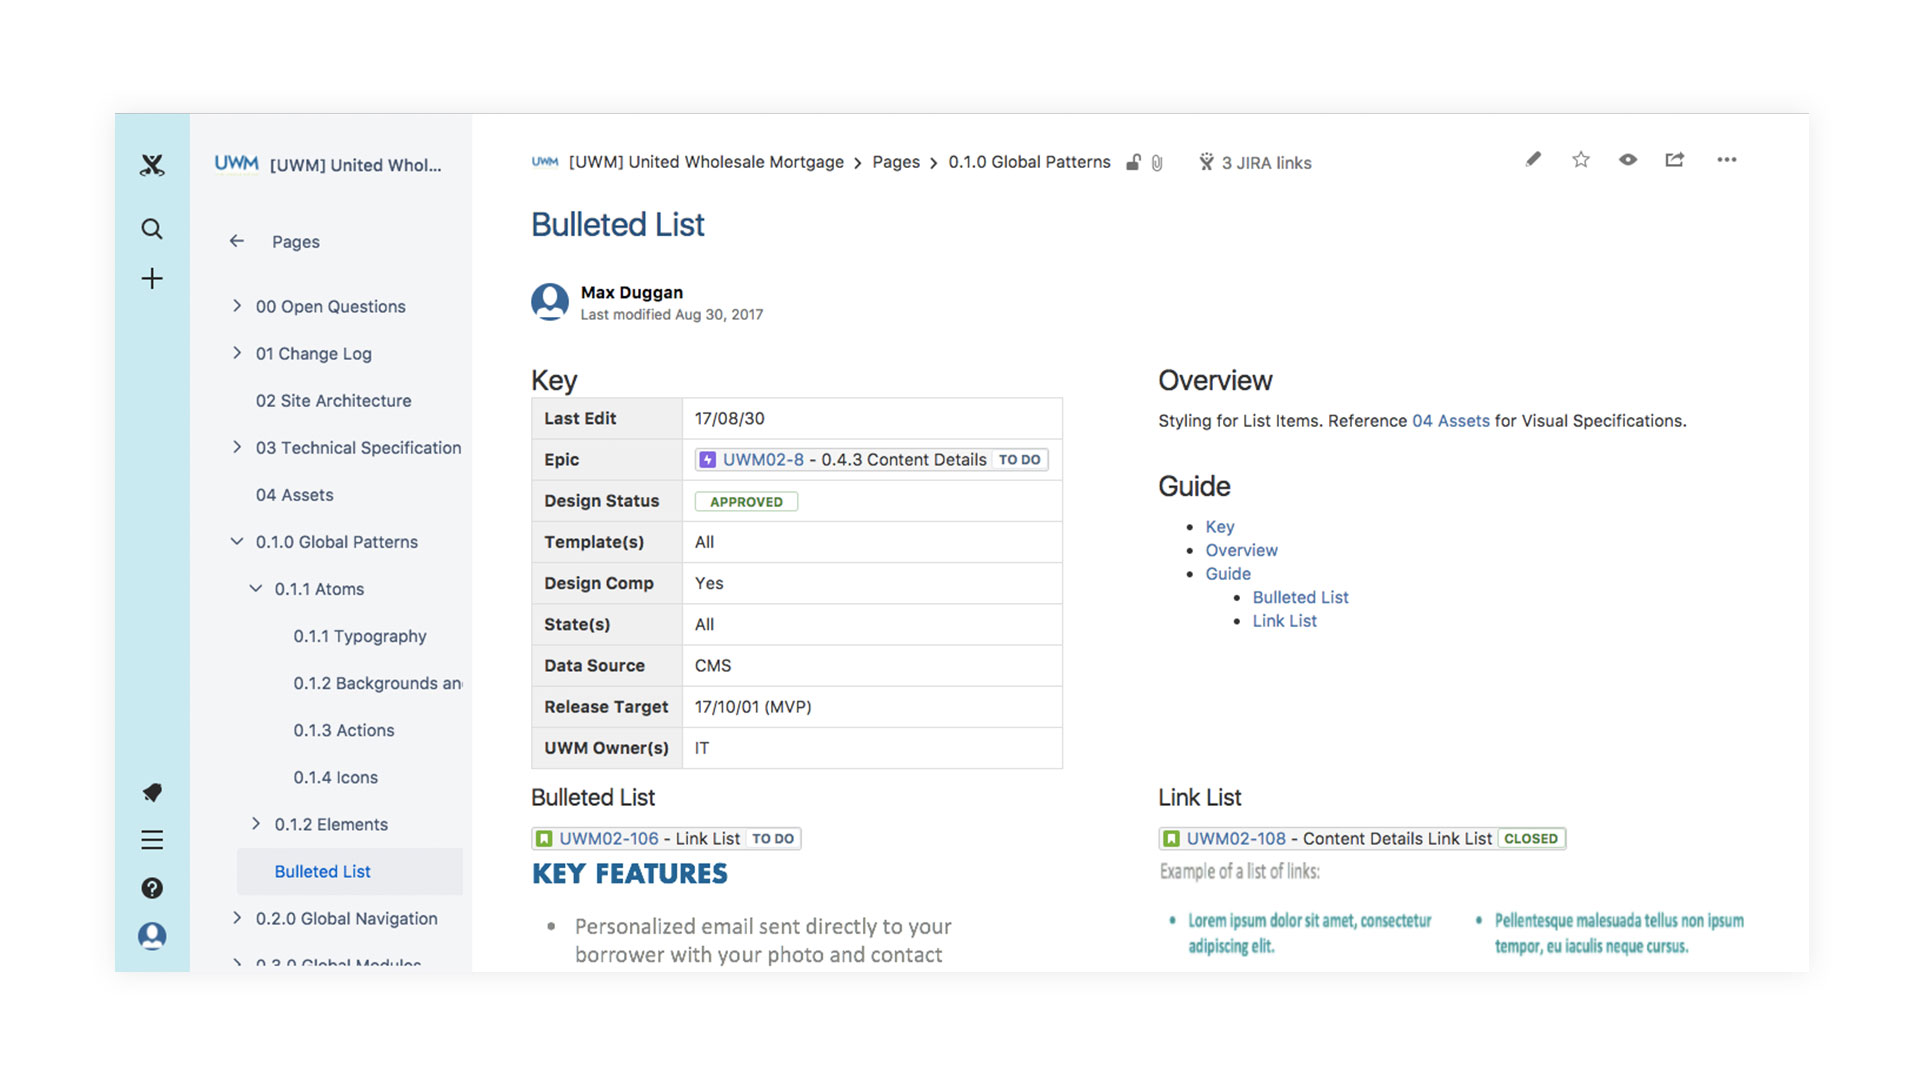 UWM [UWM] United Whol...
Pages
00 Open Questions
01 Change Log
02 Site Architecture
03 Technical Specification
04 Assets
0.1.0 Global Patterns
0.1.1 Atoms
0.1.1 Typography
0.1.2 Backgrounds an
0.1.3 Actions
0.1.4 Icons
0.1.2 Elements
Bulleted List
0.2.0 Global Navigation
0.3.0 Global Modules
UWM [UWM] United Wholesale Mortgage > Pages > 0.1.0 Global Patterns 3 JIRA links
Bulleted List
Max Duggan
Last modified Aug 30, 2017
Key
Last Edit 17/08/30
Epic UWM02-8 - 0.4.3 Content Details TO DO
Design Status APPROVED
Template(s) All
Design Comp Yes
State(s) All
Data Source CMS
Release Target 17/10/01 (MVP)
UWM Owner(s) IT
Overview
Styling for List Items. Reference 04 Assets for Visual Specifications.
Guide
• Key
• Overview
• Guide
• Bulleted List
• Link List
Bulleted List
UWM02-106 - Link List TO DO
KEY FEATURES
• Personalized email sent directly to your
borrower with your photo and contact
Link List
UWM02-108 - Content Details Link List CLOSED
Example of a list of links:
• Lorem ipsum dolor sit amet, consectetur
adipiscing elit.
• Pellentesque malesuada tellus non ipsum
tempor, eu iaculis neque cursus.